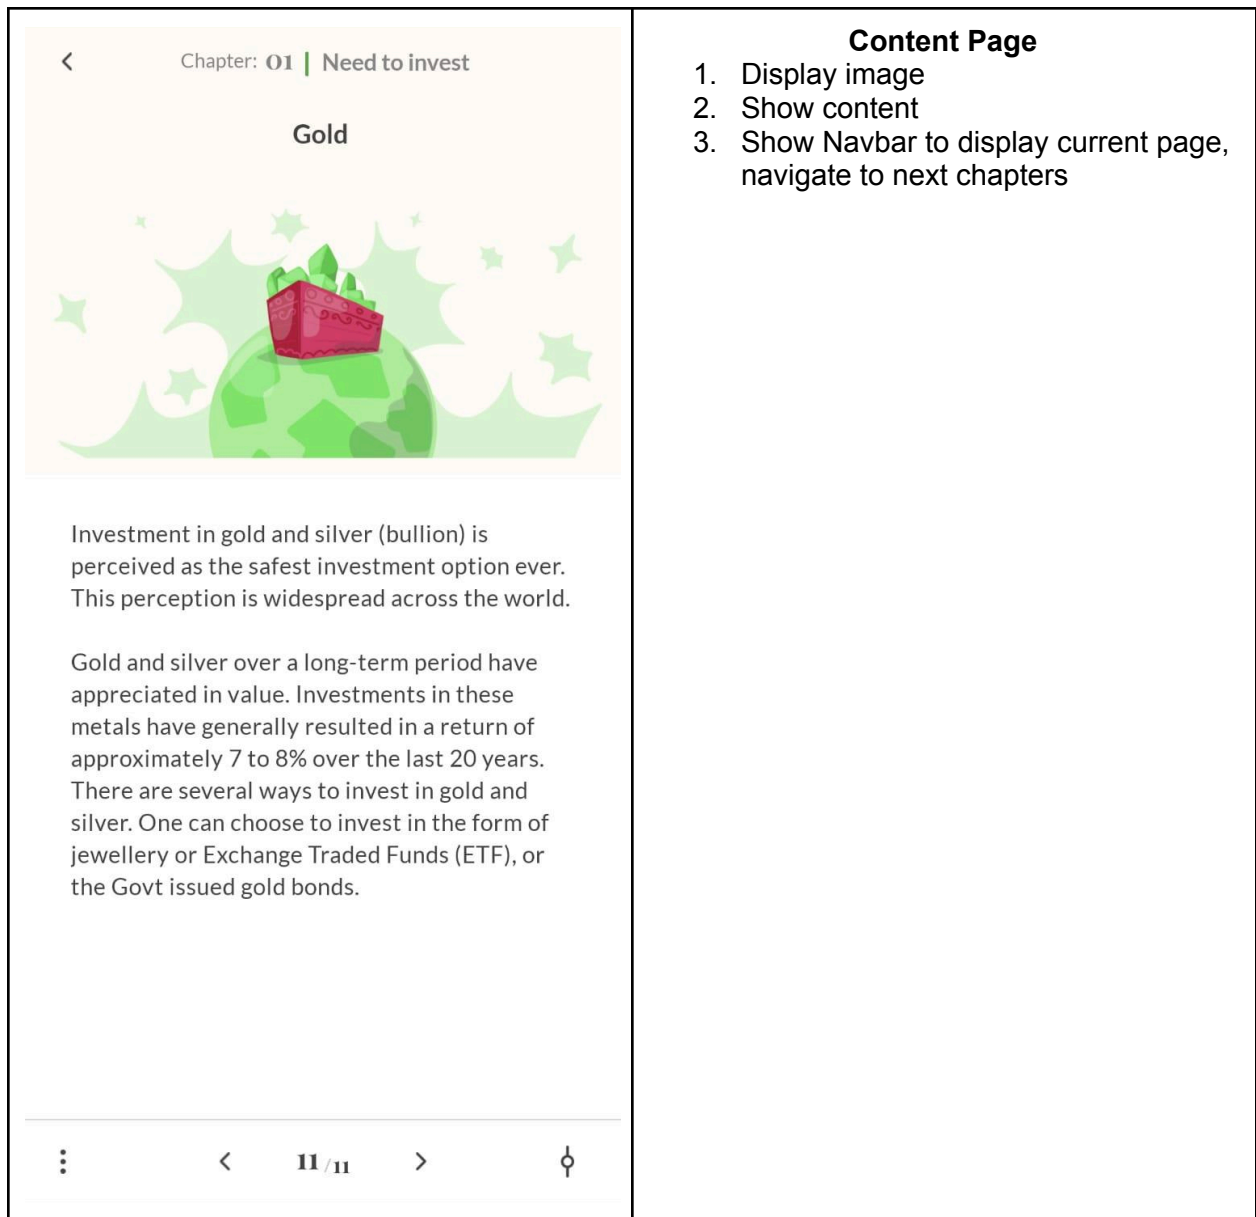 Chapter: 01 | Need to invest
Gold
Investment in gold and silver (bullion) is
perceived as the safest investment option ever.
This perception is widespread across the world.
Gold and silver over a long-term period have
appreciated in value. Investments in these
metals have generally resulted in a return of
approximately 7 to 8% over the last 20 years.
There are several ways to invest in gold and
silver. One can choose to invest in the form of
jewellery or Exchange Traded Funds (ETF), or
the Govt issued gold bonds.
11 / 11
Content Page
1. Display image
2. Show content
3. Show Navbar to display current page,
navigate to next chapters